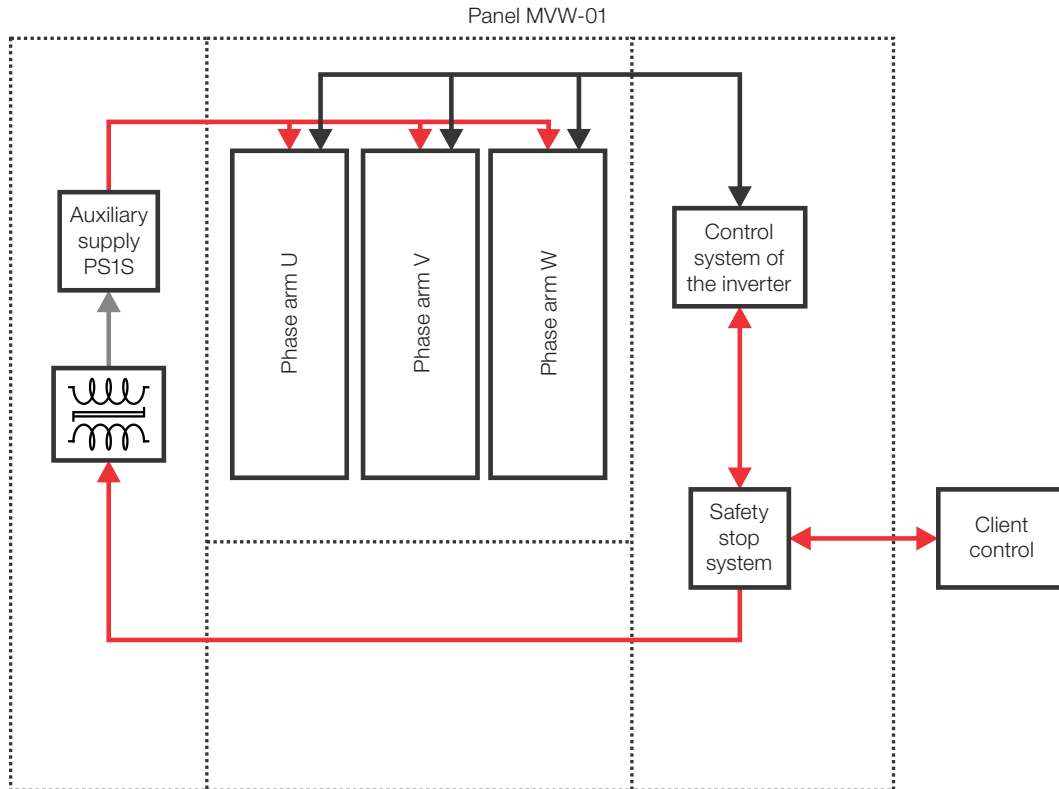 Panel MVW-01
Auxiliary
supply
PS1S
Phase arm U
Phase arm V
Phase arm W
Control
system of
the inverter
Safety
stop
system
Client
control